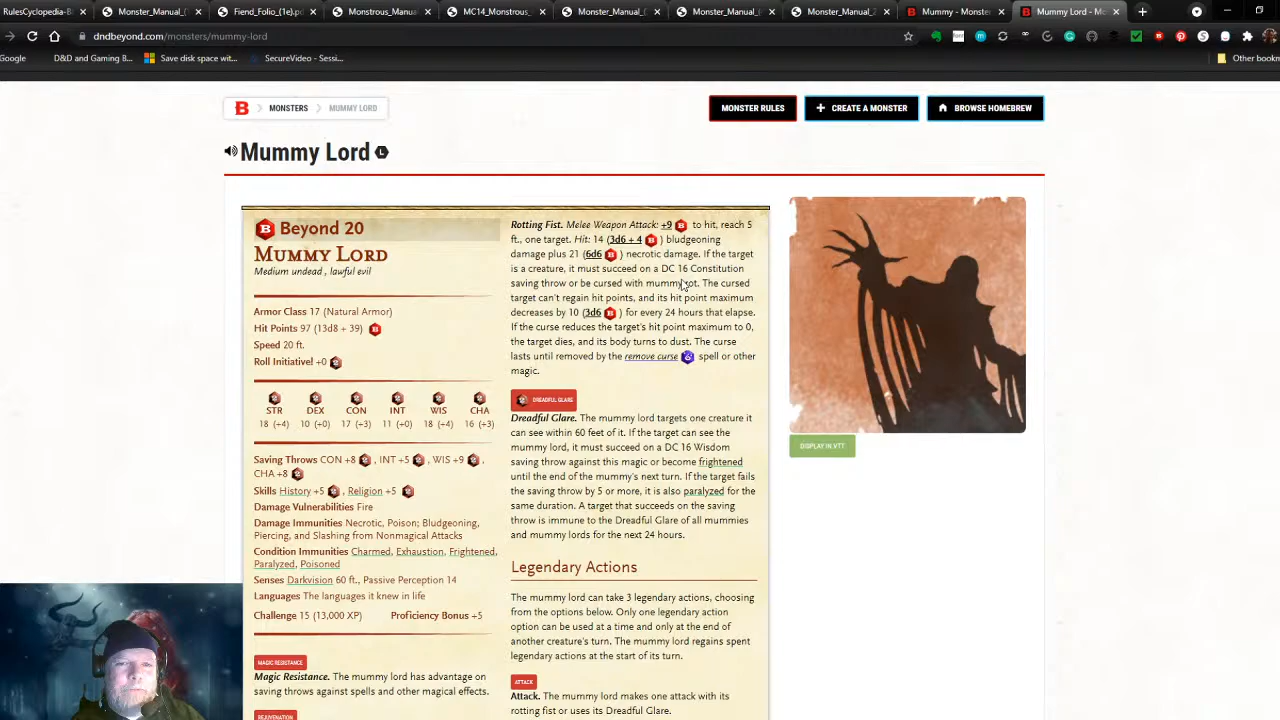 RulesCyclopedia-B
Monster_Manual_(
Fiend_Folio_(1e).pd
Monstrous_Manua
MC14_Monstrous_
Monster_Manual_(
Monster_Manual_(
Monster_Manual_2
Mummy - Monster
Mummy Lord - Mo
dndbeyond.com/monsters/mummy-lord
Google
D&D and Gaming B...
Save disk space wit...
SecureVideo - Sessi...
Other bookm
B MONSTERS MUMMY LORD
MONSTER RULES
+ CREATE A MONSTER
BROWSE HOMEBREW
Mummy Lord L
Beyond 20
Mummy Lord
Medium undead , lawful evil
Armor Class 17 (Natural Armor)
Hit Points 97 (13d8 + 39)
Speed 20 ft.
Roll Initiative! +0
STR DEX CON INT WIS CHA
18 (+4) 10 (+0) 17 (+3) 11 (+0) 18 (+4) 16 (+3)
Saving Throws CON +8 , INT +5 , WIS +9 ,
CHA +8
Skills History +5 , Religion +5
Damage Vulnerabilities Fire
Damage Immunities Necrotic, Poison; Bludgeoning,
Piercing, and Slashing from Nonmagical Attacks
Condition Immunities Charmed, Exhaustion, Frightened,
Paralyzed, Poisoned
Senses Darkvision 60 ft., Passive Perception 14
Languages The languages it knew in life
Challenge 15 (13,000 XP) Proficiency Bonus +5
MAGIC RESISTANCE
Magic Resistance. The mummy lord has advantage on
saving throws against spells and other magical effects.
REJUVENATION
Rotting Fist. Melee Weapon Attack: +9 to hit, reach 5
ft., one target. Hit: 14 (3d6 + 4 ) bludgeoning
damage plus 21 (6d6 ) necrotic damage. If the target
is a creature, it must succeed on a DC 16 Constitution
saving throw or be cursed with mummy rot. The cursed
target can't regain hit points, and its hit point maximum
decreases by 10 (3d6 ) for every 24 hours that elapse.
If the curse reduces the target's hit point maximum to 0,
the target dies, and its body turns to dust. The curse
lasts until removed by the remove curse spell or other
magic.
DREADFUL GLARE
Dreadful Glare. The mummy lord targets one creature it
can see within 60 feet of it. If the target can see the
mummy lord, it must succeed on a DC 16 Wisdom
saving throw against this magic or become frightened
until the end of the mummy's next turn. If the target fails
the saving throw by 5 or more, it is also paralyzed for the
same duration. A target that succeeds on the saving
throw is immune to the Dreadful Glare of all mummies
and mummy lords for the next 24 hours.
Legendary Actions
The mummy lord can take 3 legendary actions, choosing
from the options below. Only one legendary action
option can be used at a time and only at the end of
another creature's turn. The mummy lord regains spent
legendary actions at the start of its turn.
ATTACK
Attack. The mummy lord makes one attack with its
rotting fist or uses its Dreadful Glare.
DISPLAY IN VTT